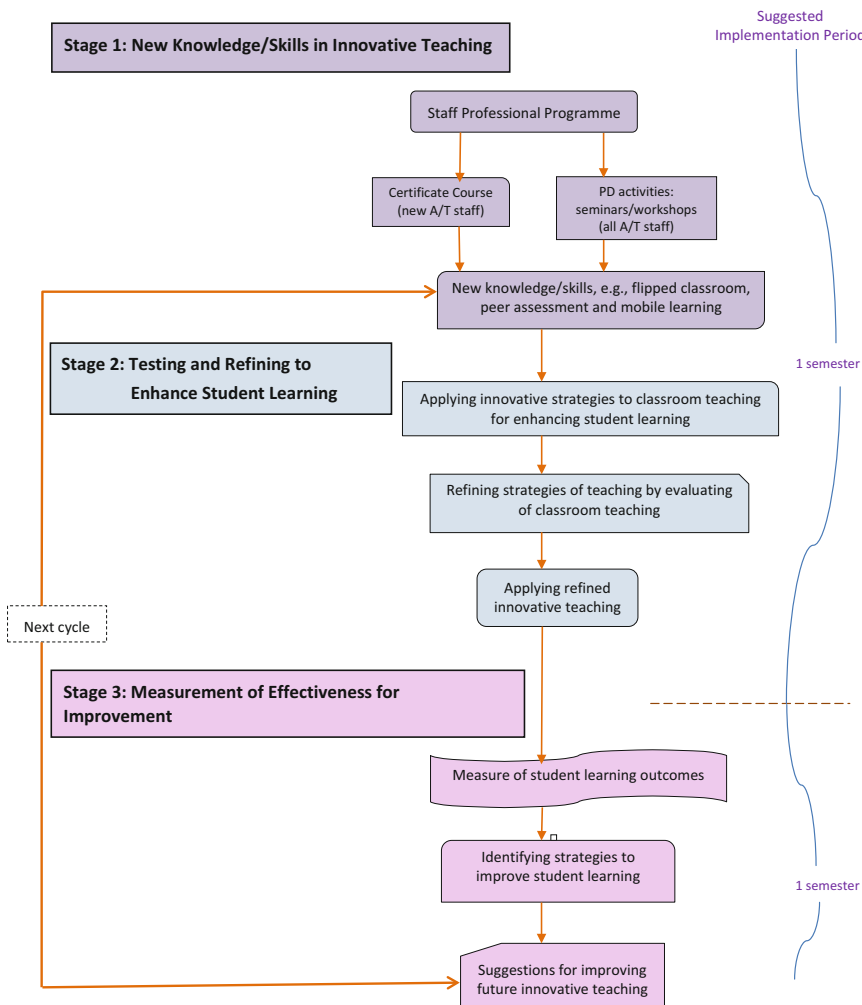 Suggested
Implementation Period
Stage 1: New Knowledge/Skills in Innovative Teaching
Staff Professional Programme
Certificate Course
(new A/T staff)
PD activities:
seminars/workshops
(all A/T staff)
New knowledge/skills, e.g., flipped classroom,
peer assessment and mobile learning
Stage 2: Testing and Refining to
Enhance Student Learning
1 semester
Applying innovative strategies to classroom teaching
for enhancing student learning
Refining strategies of teaching by evaluating
of classroom teaching
Applying refined
innovative teaching
Next cycle
Stage 3: Measurement of Effectiveness for
Improvement
Measure of student learning outcomes
Identifying strategies to
improve student learning
1 semester
Suggestions for improving
future innovative teaching